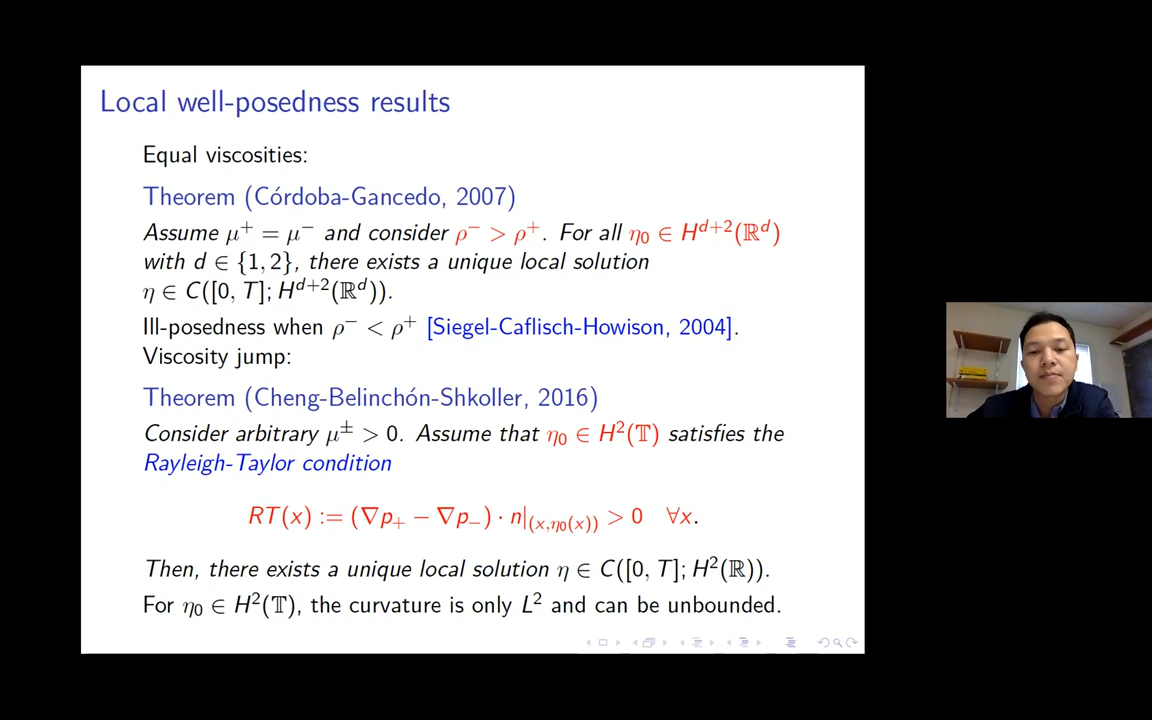 Local well-posedness results
Equal viscosities:
Theorem (Córdoba-Gancedo, 2007)
Assume μ⁺ = μ⁻ and consider ρ⁻ > ρ⁺. For all η₀ ∈ H^{d+2}(ℝ^d)
with d ∈ {1, 2}, there exists a unique local solution
η ∈ C([0, T]; H^{d+2}(ℝ^d)).
Ill-posedness when ρ⁻ < ρ⁺ [Siegel-Caflisch-Howison, 2004].
Viscosity jump:
Theorem (Cheng-Belinchón-Shkoller, 2016)
Consider arbitrary μ^± > 0. Assume that η₀ ∈ H²(𝕋) satisfies the
Rayleigh-Taylor condition
RT(x) := (∇p₊ − ∇p₋) · n|_{(x,η₀(x))} > 0 ∀x.
Then, there exists a unique local solution η ∈ C([0, T]; H²(ℝ)).
For η₀ ∈ H²(𝕋), the curvature is only L² and can be unbounded.